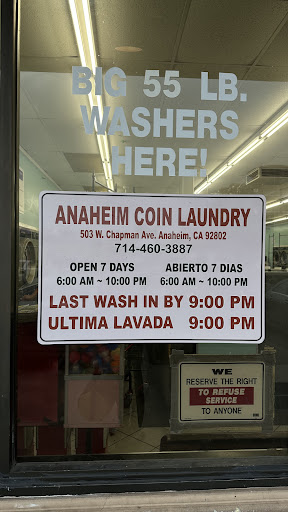 BIG 55 LB.
WASHERS
HERE!
ANAHEIM COIN LAUNDRY
503 W. Chapman Ave. Anaheim, CA 92802
714-460-3887
OPEN 7 DAYS ABIERTO 7 DIAS
6:00 AM ~ 10:00 PM 6:00 AM ~ 10:00 PM
LAST WASH IN BY 9:00 PM
ULTIMA LAVADA 9:00 PM
WE
RESERVE THE RIGHT
TO REFUSE
SERVICE
TO ANYONE